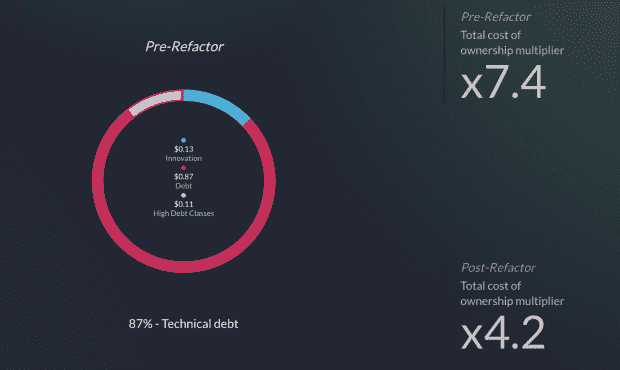 Pre-Refactor
$0.13
Innovation
$0.87
Debt
$0.11
High Debt Classes
87% - Technical debt
Pre-Refactor
Total cost of
ownership multiplier
x7.4
Post-Refactor
Total cost of
ownership multiplier
x4.2